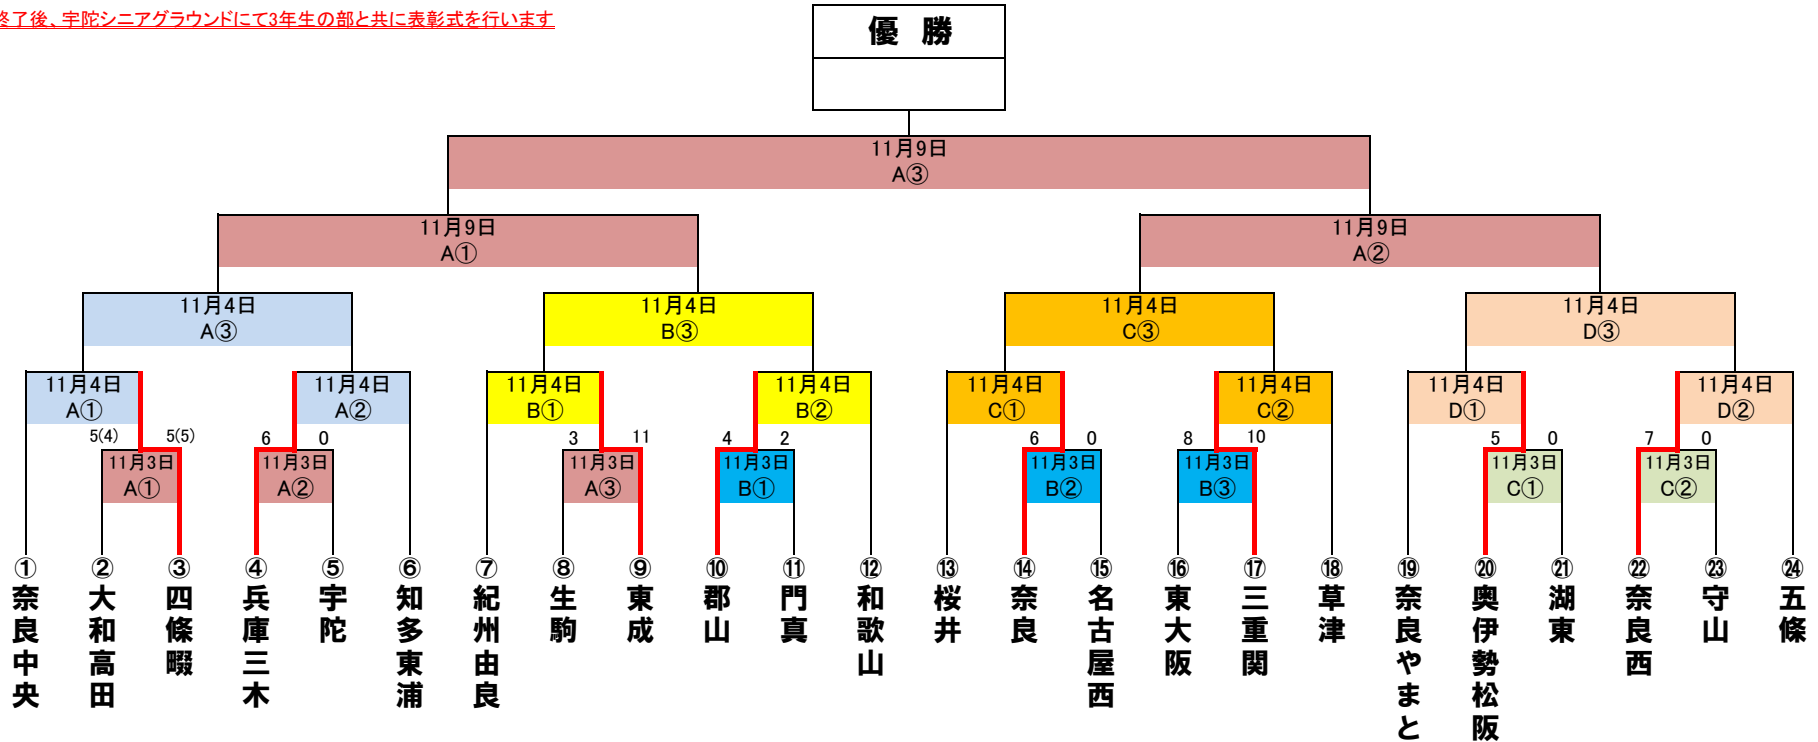 終了後、宇陀シニアグラウンドにて3年生の部と共に表彰式を行います
優 勝
11月9日
A③
11月9日
A①
11月9日
A②
11月4日
A③
11月4日
B③
11月4日
C③
11月4日
D③
11月4日
A①
11月4日
A②
11月4日
B①
11月4日
B②
11月4日
C①
11月4日
C②
11月4日
D①
11月4日
D②
5(4) 5(5)
6 0
3 11
4 2
6 0
8 10
5 0
7 0
11月3日
A①
11月3日
A②
11月3日
A③
11月3日
B①
11月3日
B②
11月3日
B③
11月3日
C①
11月3日
C②
①
奈良中央
②
大和高田
③
四條畷
④
兵庫三木
⑤
宇陀
⑥
知多東浦
⑦
紀州由良
⑧
生駒
⑨
東成
⑩
郡山
⑪
門真
⑫
和歌山
⑬
桜井
⑭
奈良
⑮
名古屋西
⑯
東大阪
⑰
三重関
⑱
草津
⑲
奈良やまと
⑳
奥伊勢松阪
㉑
湖東
㉒
奈良西
㉓
守山
㉔
五條